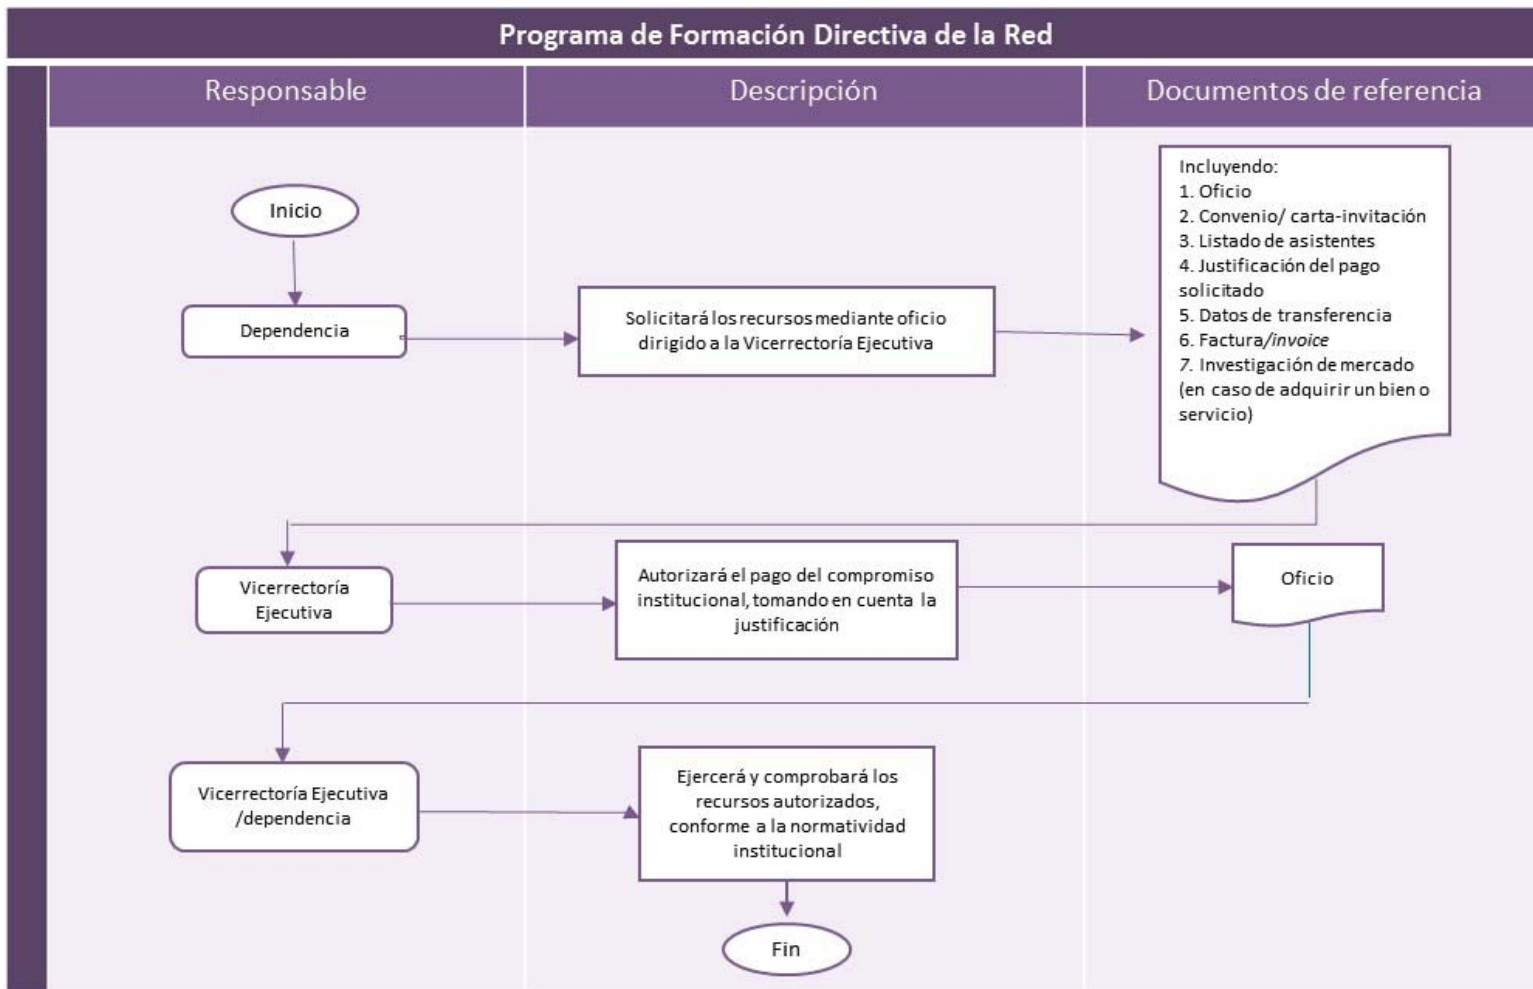 Programa de Formación Directiva de la Red
Responsable
Descripción
Documentos de referencia
Inicio
Dependencia
Solicitará los recursos mediante oficio
dirigido a la Vicerrectoría Ejecutiva
Incluyendo:
1. Oficio
2. Convenio/ carta-invitación
3. Listado de asistentes
4. Justificación del pago
solicitado
5. Datos de transferencia
6. Factura/invoice
7. Investigación de mercado
(en caso de adquirir un bien o
servicio)
Vicerrectoría
Ejecutiva
Autorizará el pago del compromiso
institucional, tomando en cuenta la
justificación
Oficio
Vicerrectoría Ejecutiva
/dependencia
Ejercerá y comprobará los
recursos autorizados,
conforme a la normatividad
institucional
Fin